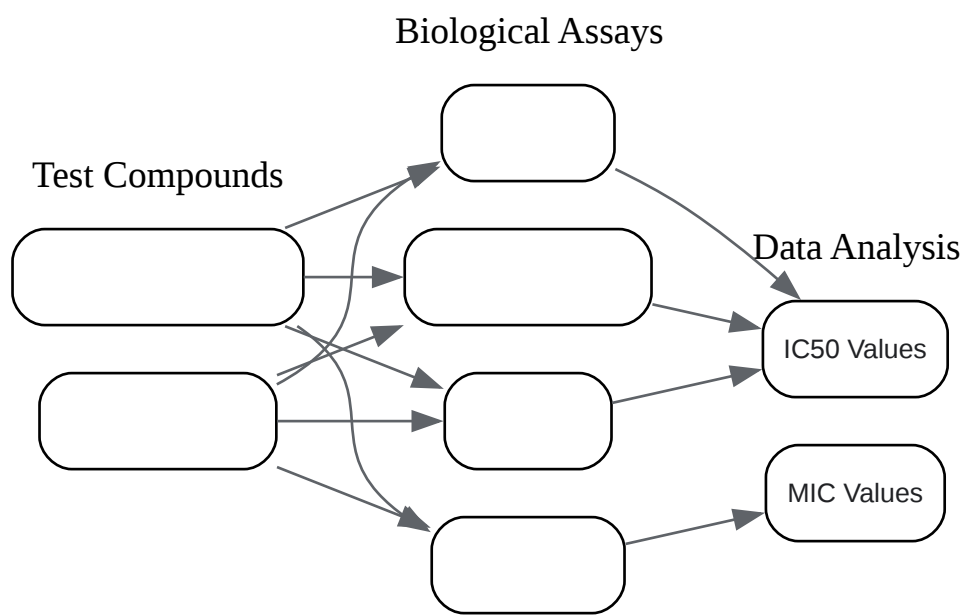 Biological Assays
Test Compounds
Data Analysis
IC50 Values
MIC Values